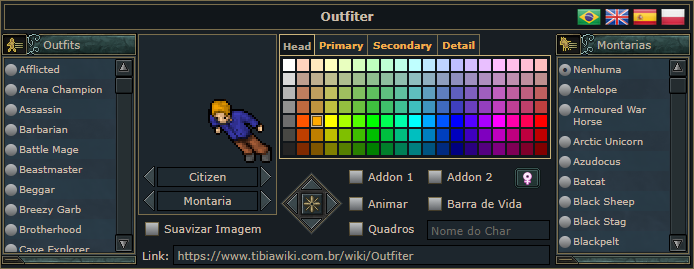 Outfiter
Outfits
Afflicted
Arena Champion
Assassin
Barbarian
Battle Mage
Beastmaster
Beggar
Breezy Garb
Brotherhood
Cave Explorer
Citizen
Montaria
Suavizar Imagem
Head Primary Secondary Detail
Addon 1 Addon 2
Animar Barra de Vida
Quadros Nome do Char
Link: https://www.tibiawiki.com.br/wiki/Outfiter
Montarias
Nenhuma
Antelope
Armoured War
Horse
Arctic Unicorn
Azudocus
Batcat
Black Sheep
Black Stag
Blackpelt